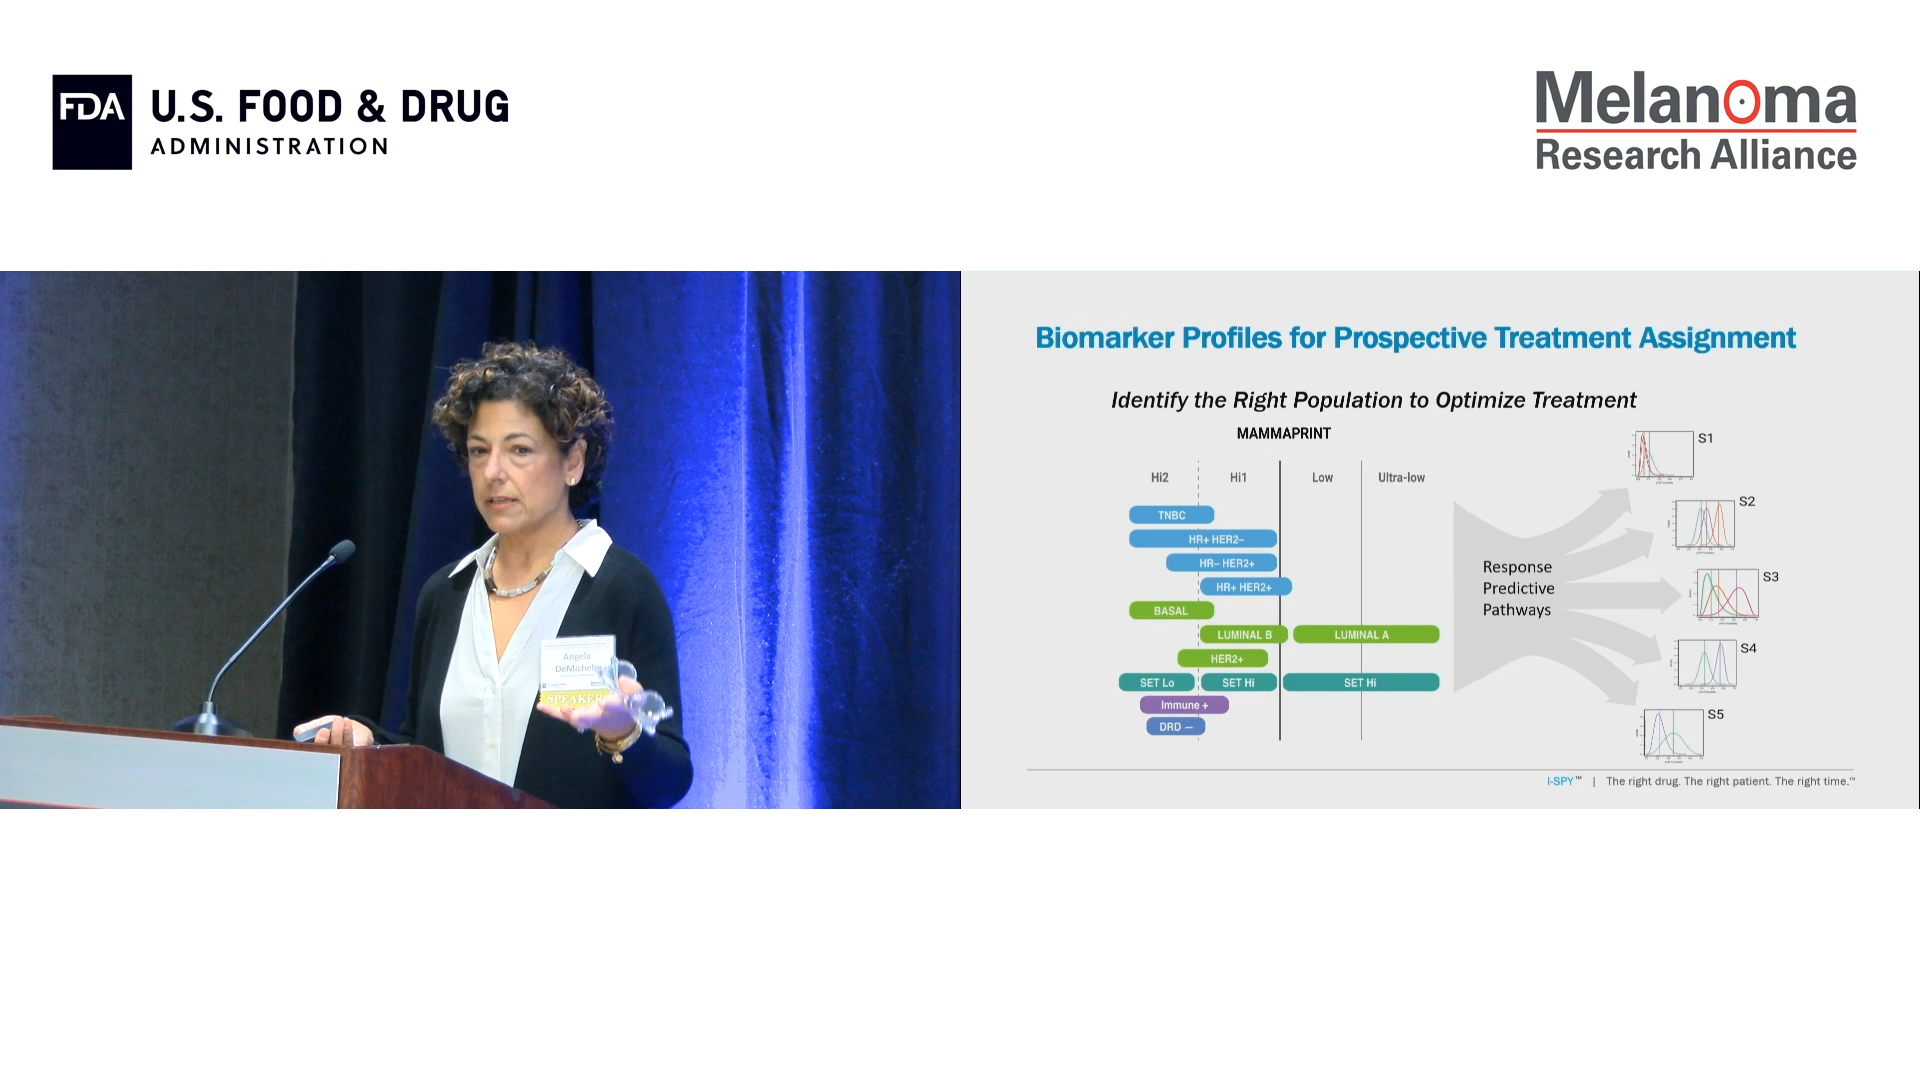 FDA
U.S. FOOD & DRUG
ADMINISTRATION
Melanoma
Research Alliance
Angela
DeMichele
SPEAKER
Biomarker Profiles for Prospective Treatment Assignment
Identify the Right Population to Optimize Treatment
MAMMAPRINT
Hi2 Hi1 Low Ultra-low
TNBC
HR+ HER2–
HR– HER2+
HR+ HER2+
BASAL
LUMINAL B LUMINAL A
HER2+
SET Lo SET Hi SET Hi
Immune +
DRD –
Response
Predictive
Pathways
S1
S2
S3
S4
S5
I-SPY™ | The right drug. The right patient. The right time.™